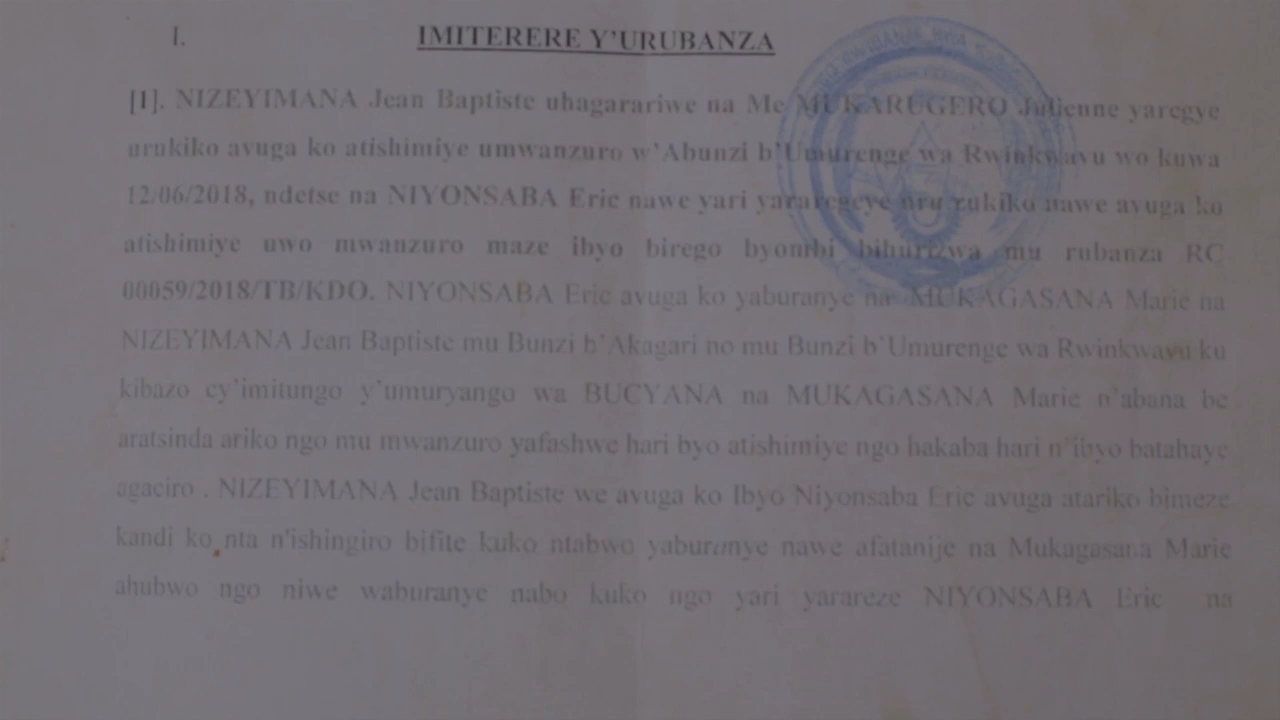 I. IMITERERE Y'URUBANZA
[1]. NIZEYIMANA Jean Baptiste uhagarariwe na Me MUKARUGERO Julienne yaregye
urukiko avuga ko atishimiye umwanzuro w'Abunzi b'Umurenge wa Rwinkwavu wo kuwa
12/06/2018, ndetse na NIYONSABA Eric nawe yari yararegeye uru rukiko nawe avuga ko
atishimiye uwo mwanzuro maze ibyo birego byombi bihurizwa mu rubanza RC
00059/2018/TB/KDO. NIYONSABA Eric avuga ko yaburanye na MUKAGASANA Marie na
NIZEYIMANA Jean Baptiste mu Bunzi b'Akagari no mu Bunzi b'Umurenge wa Rwinkwavu ku
kibazo cy'imitungo y'umuryango wa BUCYANA na MUKAGASANA Marie n'abana be
aratsinda ariko ngo mu mwanzuro yafashwe hari byo atishimiye ngo hakaba hari n'ibyo batahaye
agaciro . NIZEYIMANA Jean Baptiste we avuga ko Ibyo Niyonsaba Eric avuga atariko bimeze
kandi ko nta n'ishingiro bifite kuko ntabwo yaburanye nawe afatanije na Mukagasana Marie
ahubwo ngo niwe waburanye nabo kuko ngo yari yarareze NIYONSABA Eric na